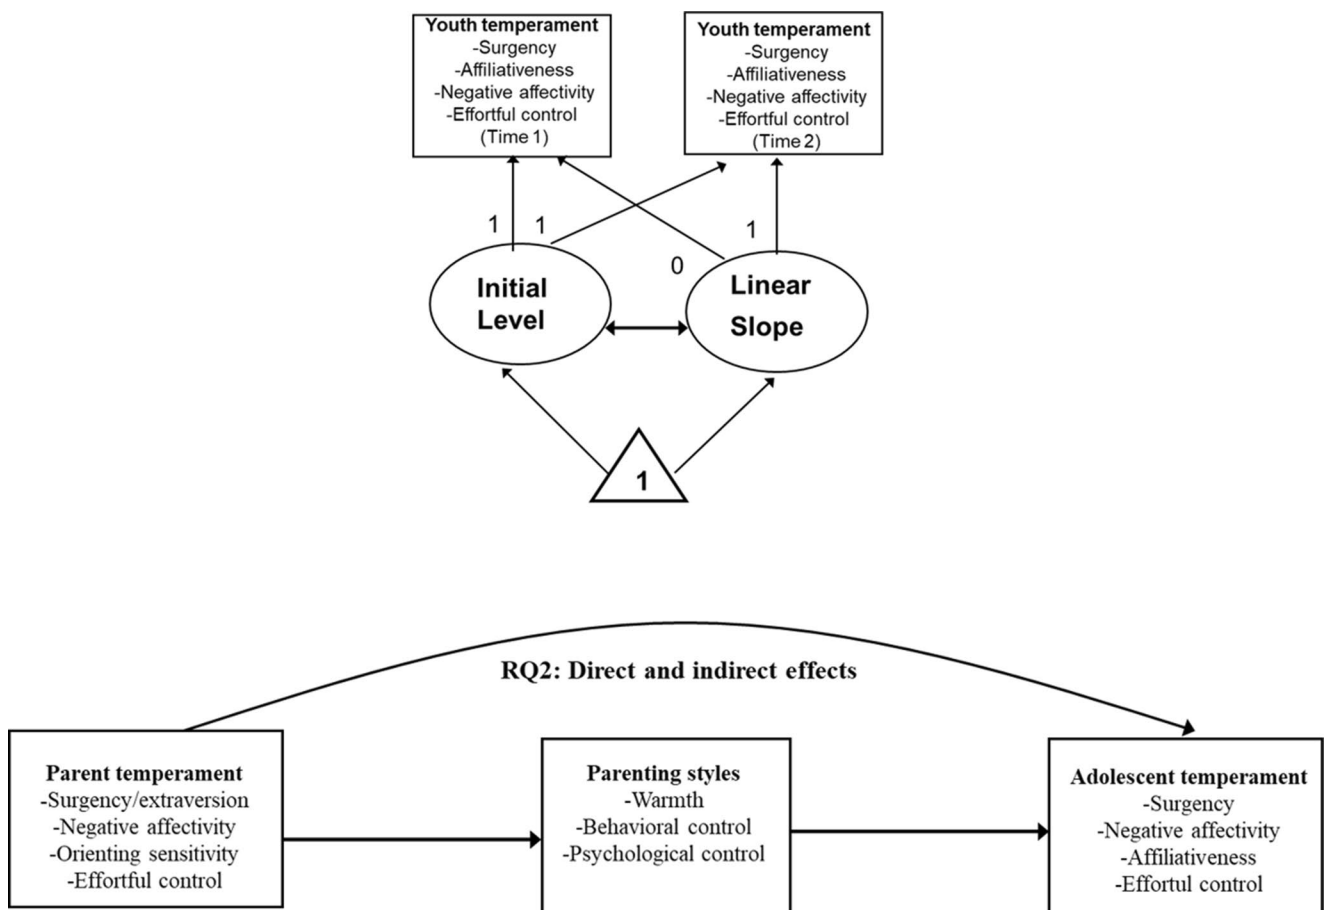 Youth temperament
-Surgency
-Affiliativeness
-Negative affectivity
-Effortful control
(Time 1)
Youth temperament
-Surgency
-Affiliativeness
-Negative affectivity
-Effortful control
(Time 2)
1
1
0
1
Initial
Level
Linear
Slope
1
RQ2: Direct and indirect effects
Parent temperament
-Surgency/extraversion
-Negative affectivity
-Orienting sensitivity
-Effortful control
Parenting styles
-Warmth
-Behavioral control
-Psychological control
Adolescent temperament
-Surgency
-Negative affectivity
-Affiliativeness
-Effortul control